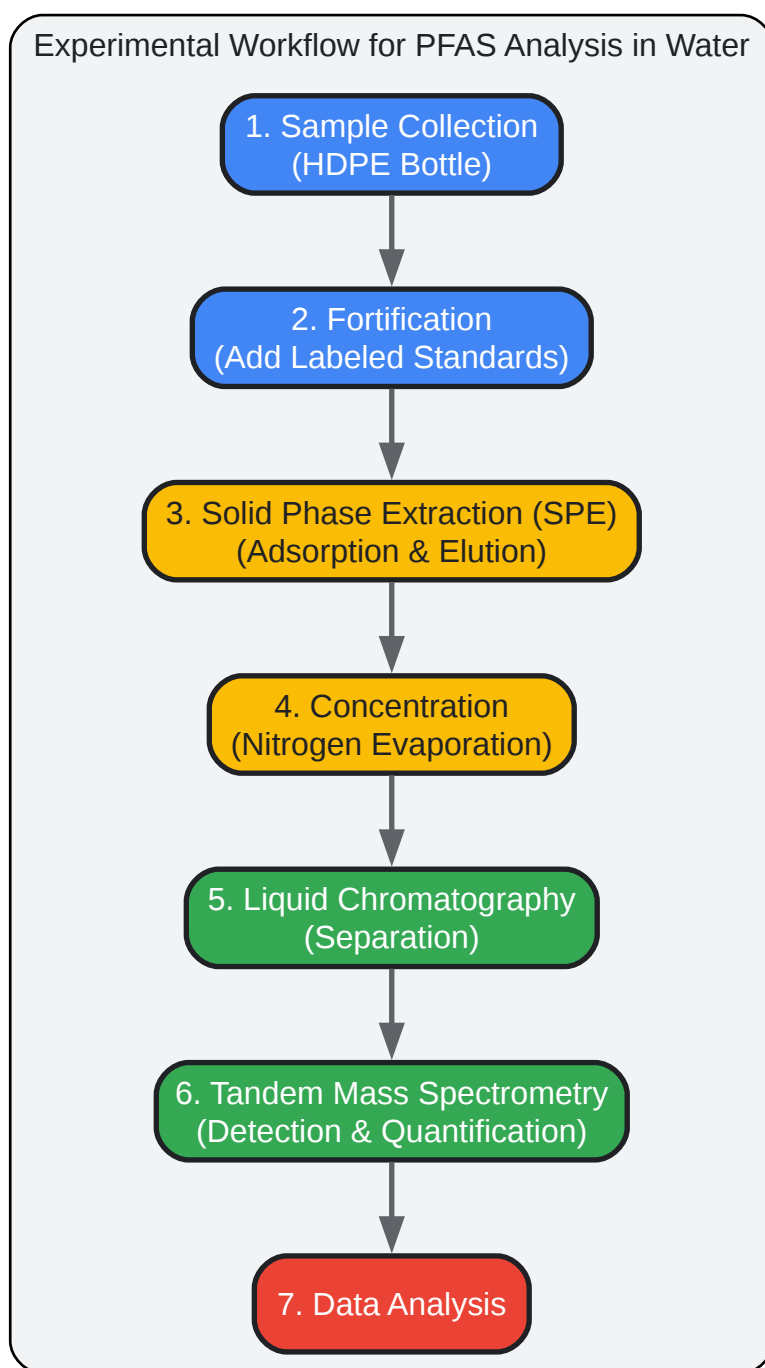 Experimental Workflow for PFAS Analysis in Water
1. Sample Collection
(HDPE Bottle)
2. Fortification
(Add Labeled Standards)
3. Solid Phase Extraction (SPE)
(Adsorption & Elution)
4. Concentration
(Nitrogen Evaporation)
5. Liquid Chromatography
(Separation)
6. Tandem Mass Spectrometry
(Detection & Quantification)
7. Data Analysis